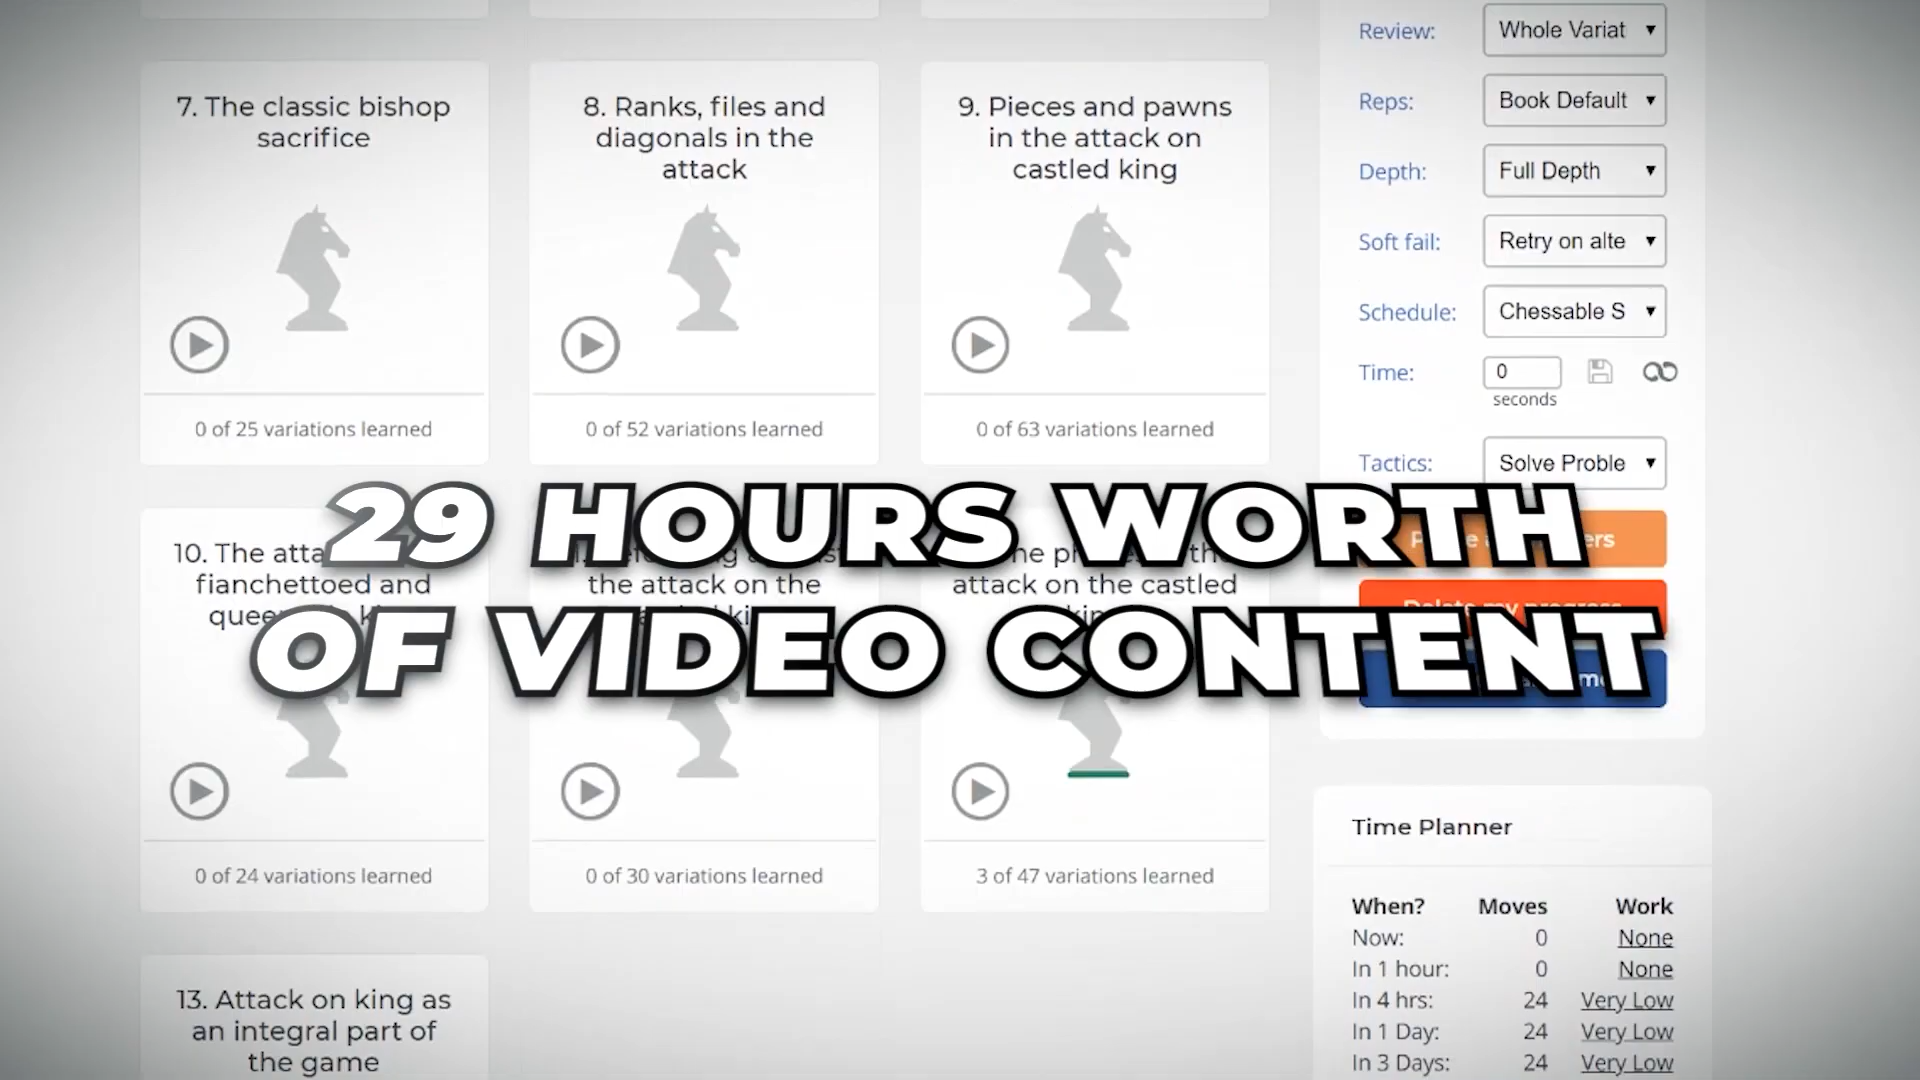 7. The classic bishop
sacrifice
0 of 25 variations learned
8. Ranks, files and
diagonals in the
attack
0 of 52 variations learned
9. Pieces and pawns
in the attack on
castled king
0 of 63 variations learned
Review: Whole Variat
Reps: Book Default
Depth: Full Depth
Soft fail: Retry on alte
Schedule: Chessable S
Time: 0
seconds
Tactics: Solve Proble
29 HOURS WORTH
OF VIDEO CONTENT
10. The
fianchettoed and
0 of 24 variations learned
the attack on the
0 of 30 variations learned
attack on the castled
3 of 47 variations learned
Delete my progress
13. Attack on king as
an integral part of
the game
Time Planner
When? Moves Work
Now: 0 None
In 1 hour: 0 None
In 4 hrs: 24 Very Low
In 1 Day: 24 Very Low
In 3 Days: 24 Very Low